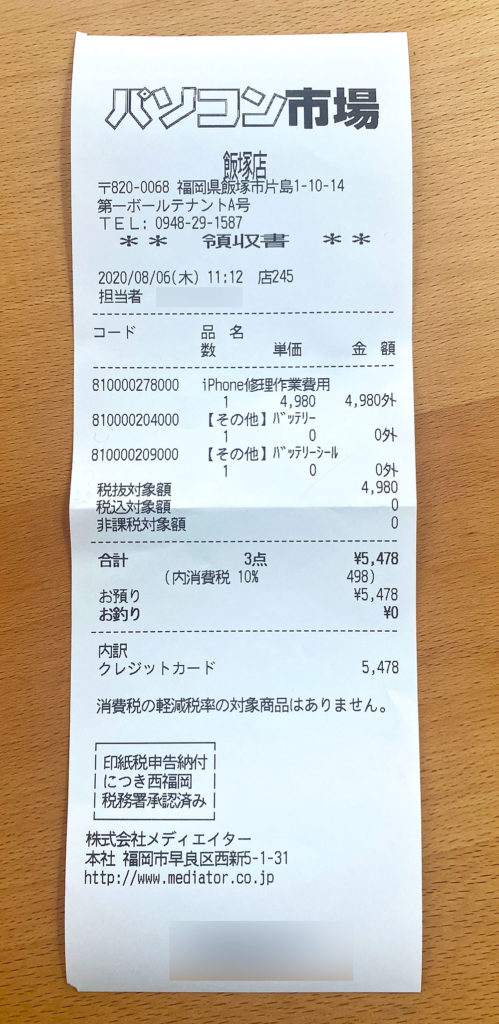 パソコン市場
飯塚店
〒820-0068 福岡県飯塚市片島1-10-14
第一ボールテナントA号
TEL: 0948-29-1587
** 領収書 **
2020/08/06(木) 11:12 店245
担当者
コード 品 名
数 単価 金 額
810000278000 iPhone修理作業費用
1 4,980 4,980外
810000204000 【その他】ﾊﾞｯﾃﾘｰ
1 0 0外
810000209000 【その他】ﾊﾞｯﾃﾘｰｼｰﾙ
1 0 0外
税抜対象額 4,980
税込対象額 0
非課税対象額 0
合計 3点 ¥5,478
(内消費税 10% 498)
お預り ¥5,478
お釣り ¥0
内訳
クレジットカード 5,478
消費税の軽減税率の対象商品はありません。
印紙税申告納付
につき西福岡
税務署承認済み
株式会社メディエイター
本社 福岡市早良区西新5-1-31
http://www.mediator.co.jp